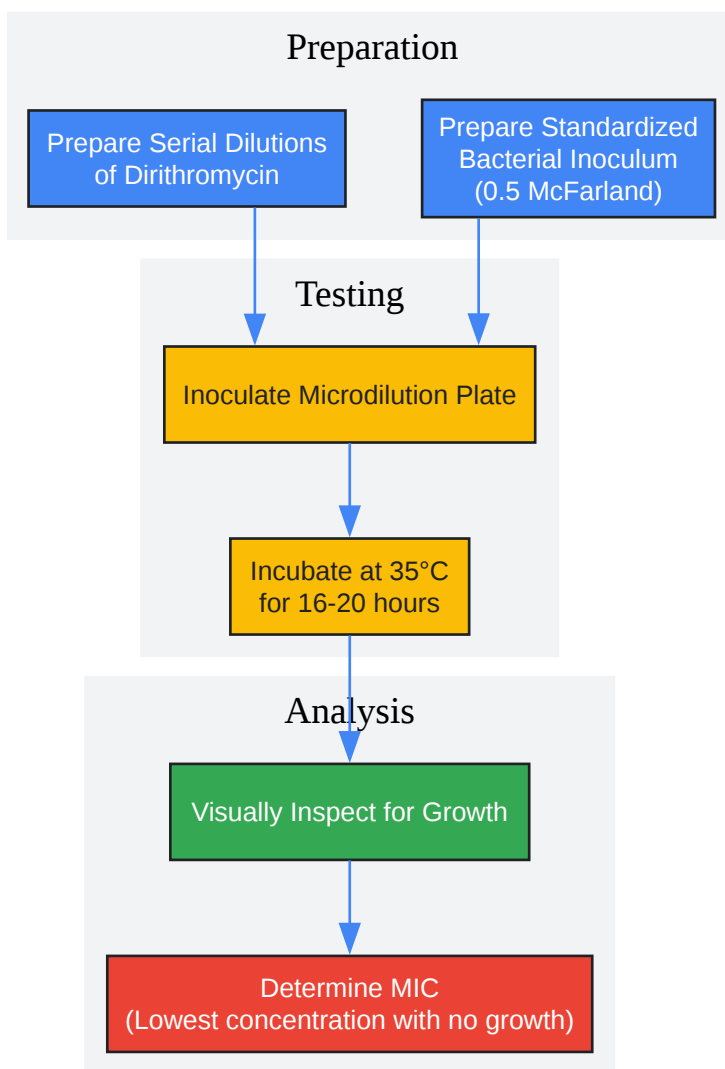 Preparation
Prepare Serial Dilutions
of Dirithromycin
Prepare Standardized
Bacterial Inoculum
(0.5 McFarland)
Testing
Inoculate Microdilution Plate
Incubate at 35°C
for 16-20 hours
Analysis
Visually Inspect for Growth
Determine MIC
(Lowest concentration with no growth)